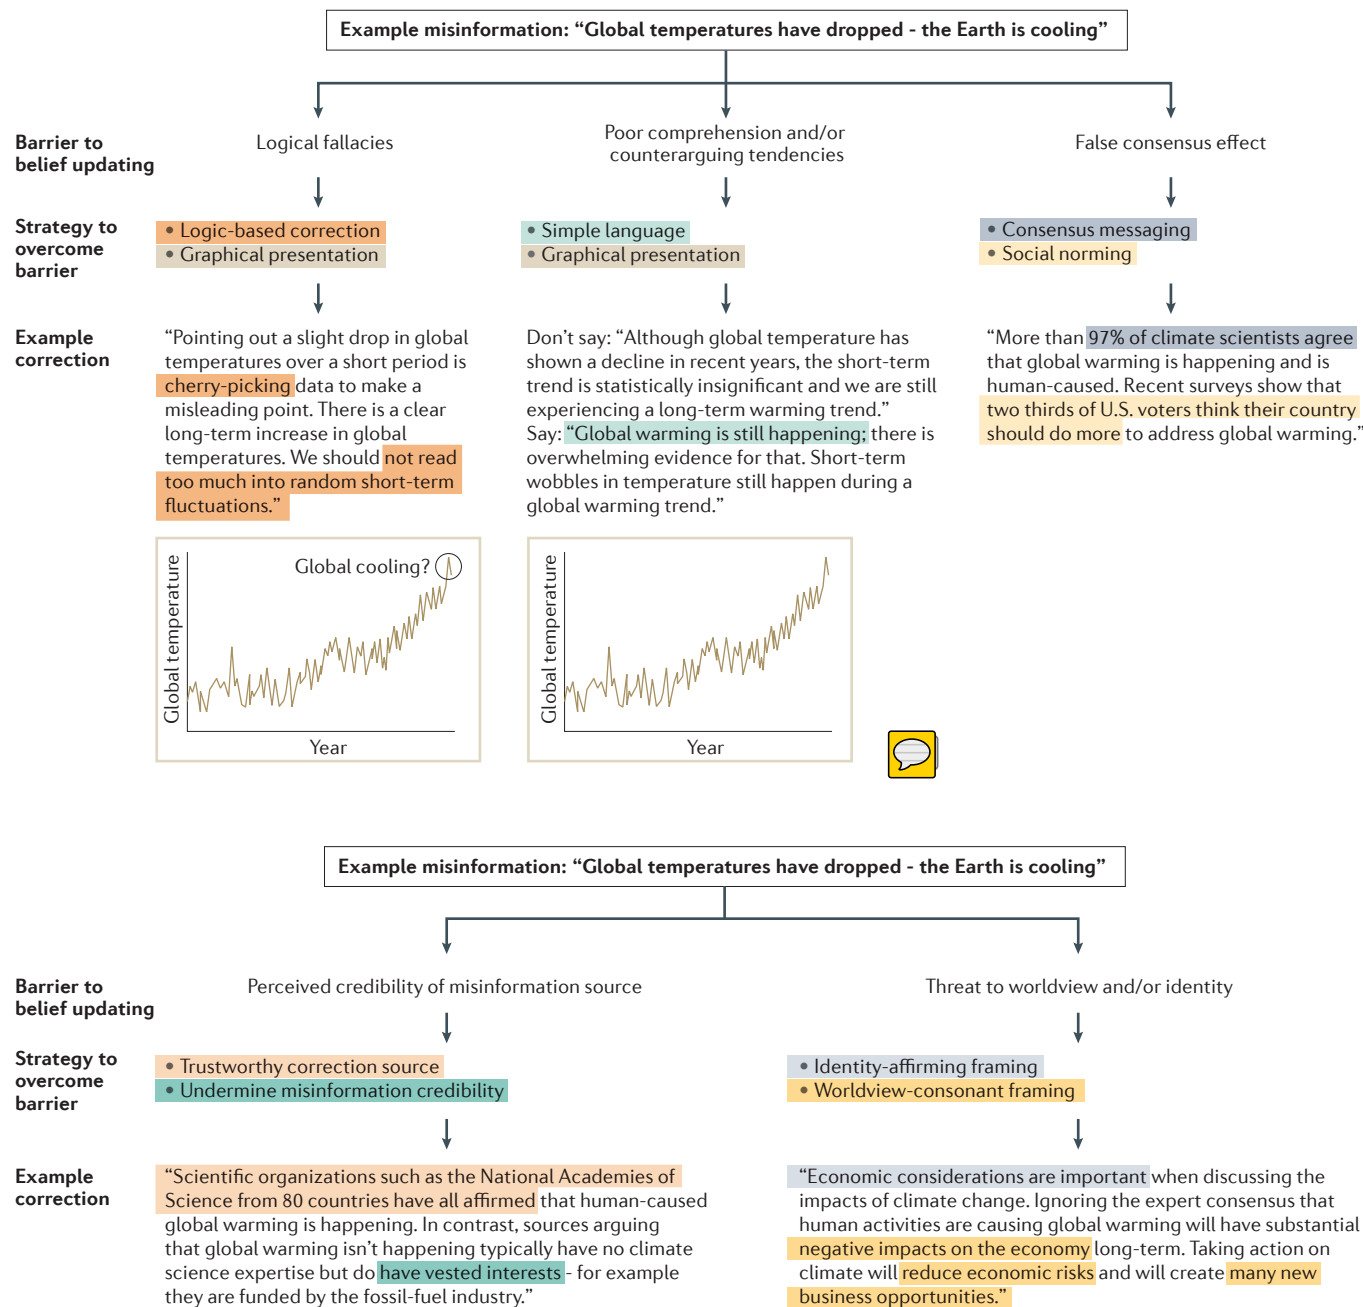 Example misinformation: “Global temperatures have dropped - the Earth is cooling”
Barrier to
belief updating
Logical fallacies
Poor comprehension and/or
counterarguing tendencies
False consensus effect
Strategy to
overcome
barrier
• Logic-based correction
• Graphical presentation
• Simple language
• Graphical presentation
• Consensus messaging
• Social norming
Example
correction
“Pointing out a slight drop in global
temperatures over a short period is
cherry-picking data to make a
misleading point. There is a clear
long-term increase in global
temperatures. We should not read
too much into random short-term
fluctuations.”
Don’t say: “Although global temperature has
shown a decline in recent years, the short-term
trend is statistically insignificant and we are still
experiencing a long-term warming trend.”
Say: “Global warming is still happening; there is
overwhelming evidence for that. Short-term
wobbles in temperature still happen during a
global warming trend.”
“More than 97% of climate scientists agree
that global warming is happening and is
human-caused. Recent surveys show that
two thirds of U.S. voters think their country
should do more to address global warming.”
Global temperature
Global cooling?
Year
Global temperature
Year
Example misinformation: “Global temperatures have dropped - the Earth is cooling”
Barrier to
belief updating
Perceived credibility of misinformation source
Threat to worldview and/or identity
Strategy to
overcome
barrier
• Trustworthy correction source
• Undermine misinformation credibility
• Identity-affirming framing
• Worldview-consonant framing
Example
correction
“Scientific organizations such as the National Academies of
Science from 80 countries have all affirmed that human-caused
global warming is happening. In contrast, sources arguing
that global warming isn’t happening typically have no climate
science expertise but do have vested interests - for example
they are funded by the fossil-fuel industry.”
“Economic considerations are important when discussing the
impacts of climate change. Ignoring the expert consensus that
human activities are causing global warming will have substantial
negative impacts on the economy long-term. Taking action on
climate will reduce economic risks and will create many new
business opportunities.”